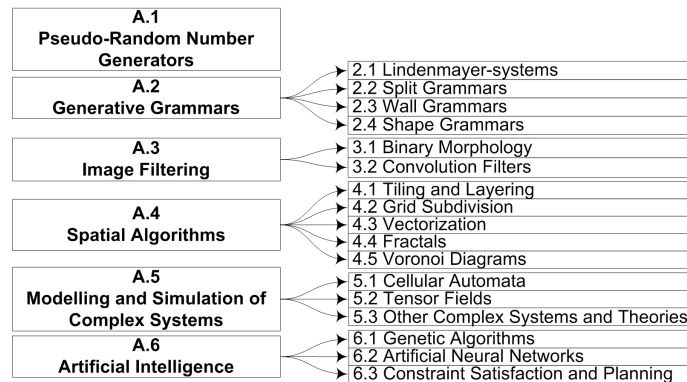 A.1
Pseudo-Random Number
Generators
A.2
Generative Grammars
2.1 Lindenmayer-systems
2.2 Split Grammars
2.3 Wall Grammars
2.4 Shape Grammars
A.3
Image Filtering
3.1 Binary Morphology
3.2 Convolution Filters
A.4
Spatial Algorithms
4.1 Tiling and Layering
4.2 Grid Subdivision
4.3 Vectorization
4.4 Fractals
4.5 Voronoi Diagrams
A.5
Modelling and Simulation of
Complex Systems
5.1 Cellular Automata
5.2 Tensor Fields
5.3 Other Complex Systems and Theories
A.6
Artificial Intelligence
6.1 Genetic Algorithms
6.2 Artificial Neural Networks
6.3 Constraint Satisfaction and Planning